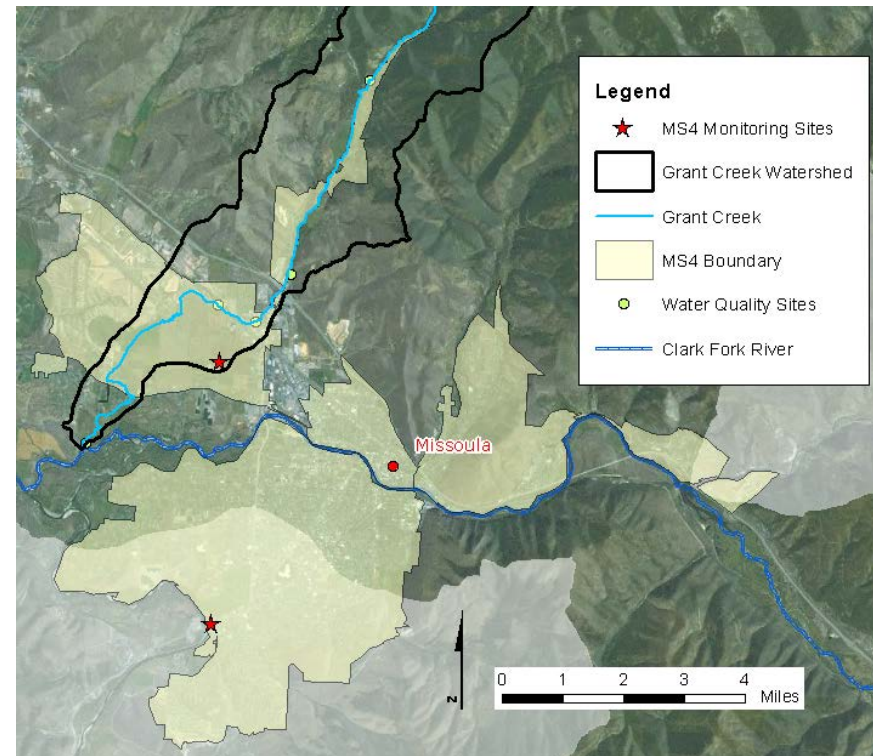 Legend
MS4 Monitoring Sites
Grant Creek Watershed
Grant Creek
MS4 Boundary
Water Quality Sites
Clark Fork River
Missoula
N
0 1 2 3 4
Miles